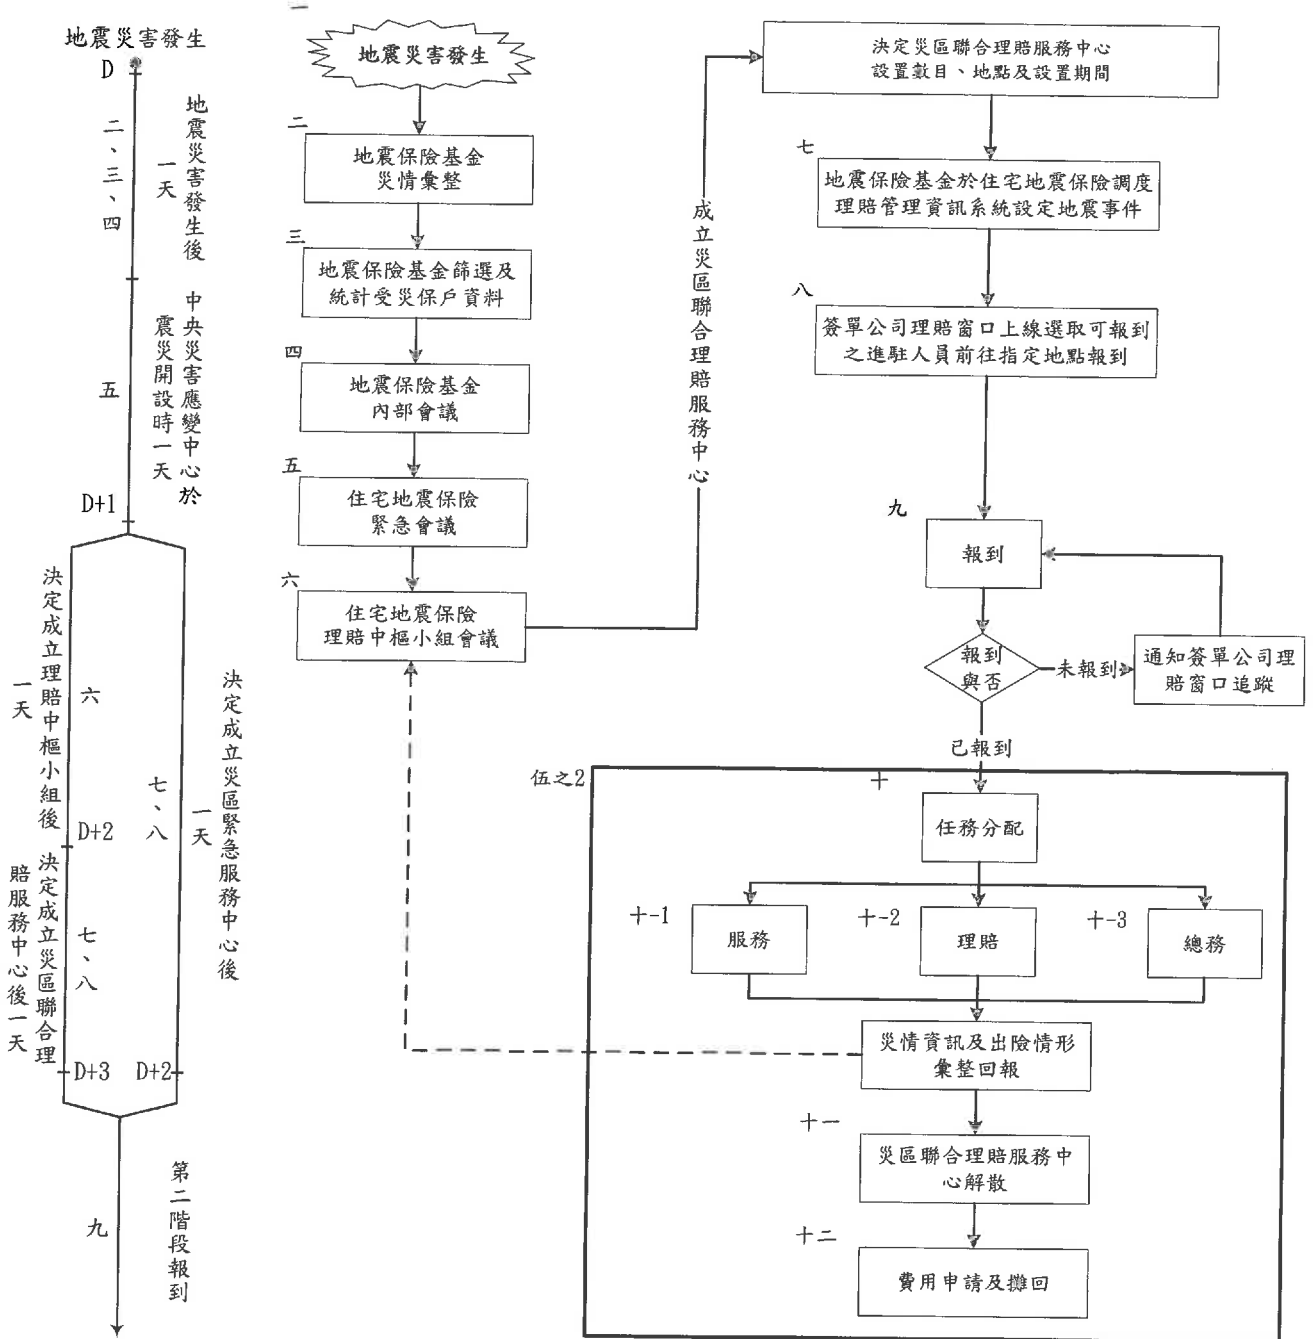 地震災害發生
D
二、三、四
地震災害發生後
一天
五
中央災害應變中心於
震災開設時一天
D+1
決定成立理賠中樞小組後
一天
六
D+2
七、八
決定成立災區緊急服務中心後
一天
決定成立災區聯合理
賠服務中心後一天
七、八
D+3
D+2
九
第二階段報到
一
地震災害發生
二
地震保險基金
災情彙整
三
地震保險基金篩選及
統計受災保戶資料
四
地震保險基金
內部會議
五
住宅地震保險
緊急會議
六
住宅地震保險
理賠中樞小組會議
成立災區聯合理賠服務中心
決定災區聯合理賠服務中心
設置數目、地點及設置期間
七
地震保險基金於住宅地震保險調度
理賠管理資訊系統設定地震事件
八
簽單公司理賠窗口上線選取可報到
之進駐人員前往指定地點報到
九
報到
報到
與否
未報到
通知簽單公司理
賠窗口追蹤
已報到
伍之2
十
任務分配
十-1
服務
十-2
理賠
十-3
總務
災情資訊及出險情形
彙整回報
十一
災區聯合理賠服務中
心解散
十二
費用申請及攤回